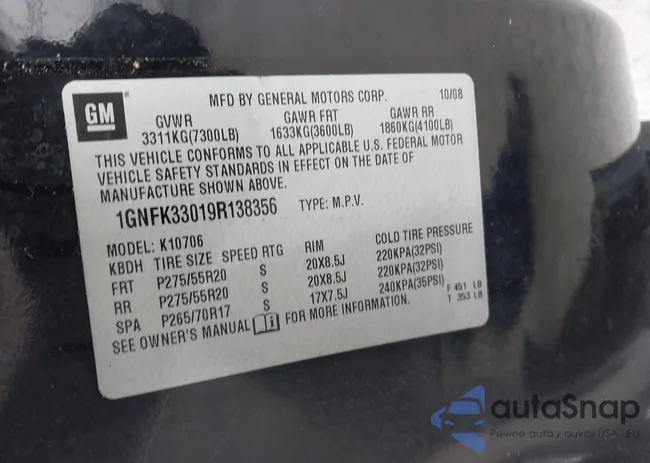 GM
MFD BY GENERAL MOTORS CORP. 10/08
GVWR GAWR FRT GAWR RR
3311KG(7300LB) 1633KG(3600LB) 1860KG(4100LB)
THIS VEHICLE CONFORMS TO ALL APPLICABLE U.S. FEDERAL MOTOR
VEHICLE SAFETY STANDARDS IN EFFECT ON THE DATE OF
MANUFACTURE SHOWN ABOVE.
1GNFK33019R138356 TYPE: M.P.V.
MODEL: K10706
KBDH TIRE SIZE SPEED RTG RIM COLD TIRE PRESSURE
FRT P275/55R20 S 20X8.5J 220KPA(32PSI)
RR P275/55R20 S 20X8.5J 220KPA(32PSI)
SPA P265/70R17 S 17X7.5J 240KPA(35PSI) F 451 LB
T 353 LB
SEE OWNER'S MANUAL i FOR MORE INFORMATION.
autoSnap
Pewne auta z aukcji USA - EU